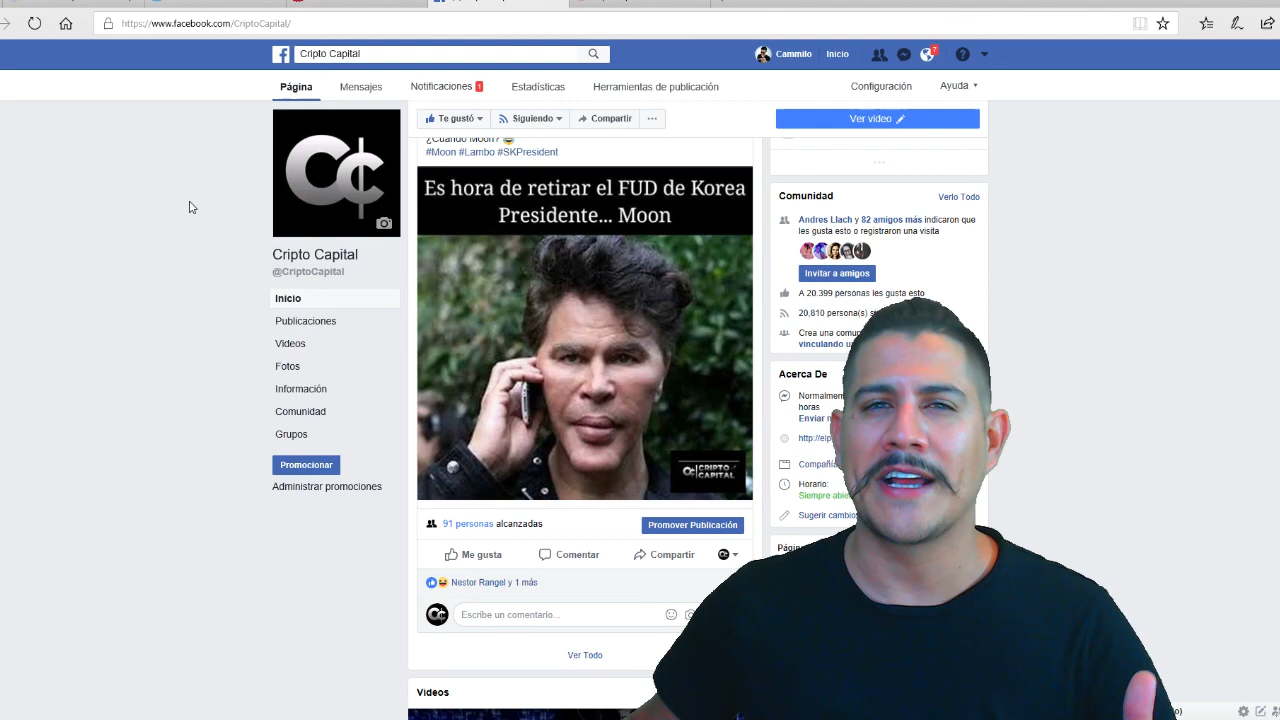 https://www.facebook.com/CriptoCapital/
Cripto Capital
Cammilo
Inicio
7
Página
Mensajes
Notificaciones 1
Estadísticas
Herramientas de publicación
Configuración
Ayuda
Te gustó
Siguiendo
Compartir
Ver video
Cripto Capital
@CriptoCapital
Inicio
Publicaciones
Videos
Fotos
Información
Comunidad
Grupos
Promocionar
Administrar promociones
¿Cuándo Moon?
#Moon #Lambo #SKPresident
Es hora de retirar el FUD de Korea
Presidente... Moon
CRIPTO
CAPITAL
91 personas alcanzadas
Promover Publicación
Me gusta
Comentar
Compartir
Nestor Rangel y 1 más
Escribe un comentario...
Ver Todo
Videos
Comunidad
Verlo Todo
Andres Llach y 82 amigos más indicaron que
les gusta esto o registraron una visita
Invitar a amigos
A 20.399 personas les gusta esto
20,810 persona(s)
Crea una
vinculando
Acerca De
horas
Enviar
Horario:
Sugerir